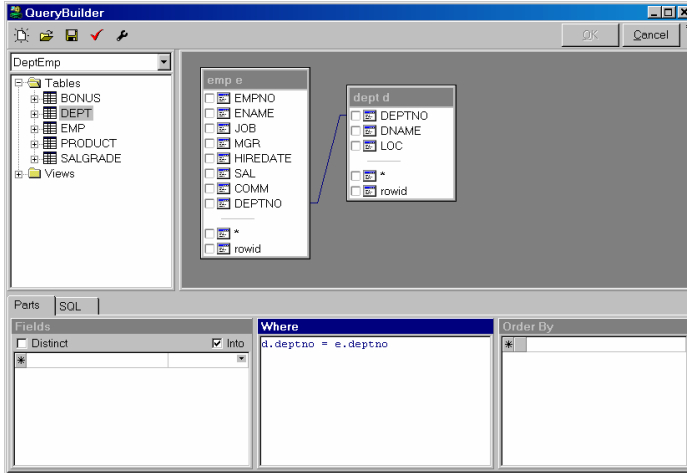 QueryBuilder
OK
Cancel
DeptEmp
Tables
BONUS
DEPT
EMP
PRODUCT
SALGRADE
Views
emp e
EMPNO
ENAME
JOB
MGR
HIREDATE
SAL
COMM
DEPTNO
*
rowid
dept d
DEPTNO
DNAME
LOC
*
rowid
Parts
SQL
Fields
Distinct
Into
Where
d.deptno = e.deptno
Order By